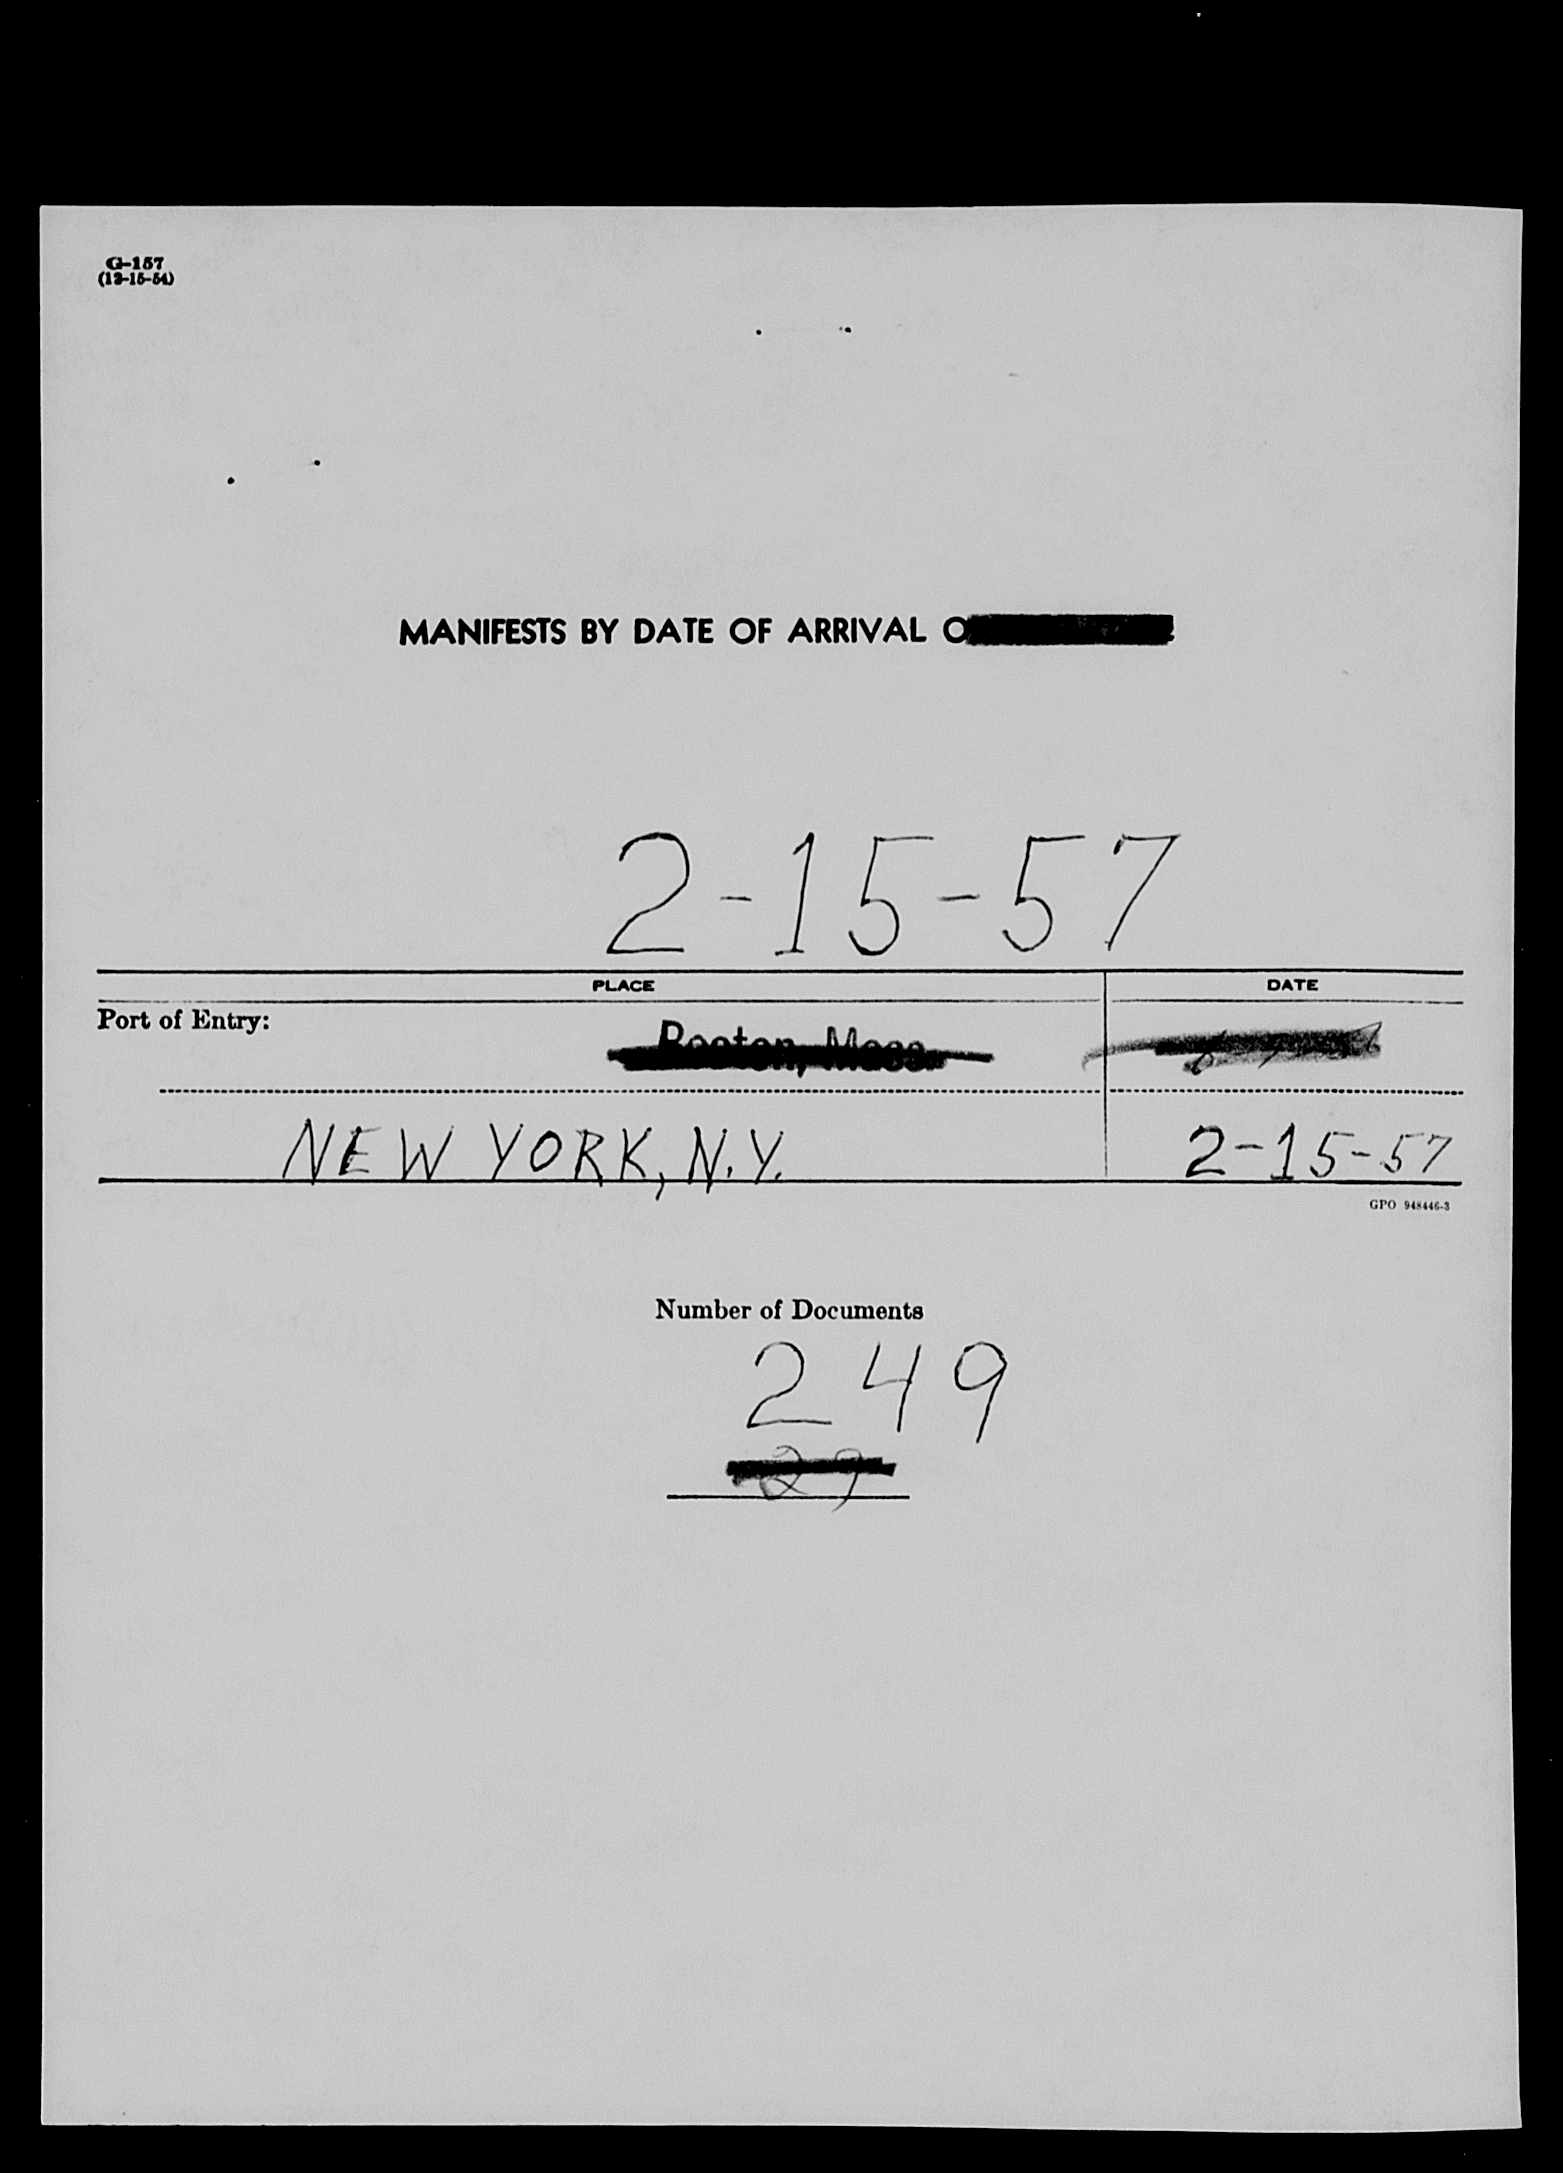 G-157
(12-15-54)
MANIFESTS BY DATE OF ARRIVAL
2-15-57
PLACE DATE
Port of Entry: Boston, Mass.
NEW YORK, N.Y. 2-15-57
GPO 948446-3
Number of Documents
249
27